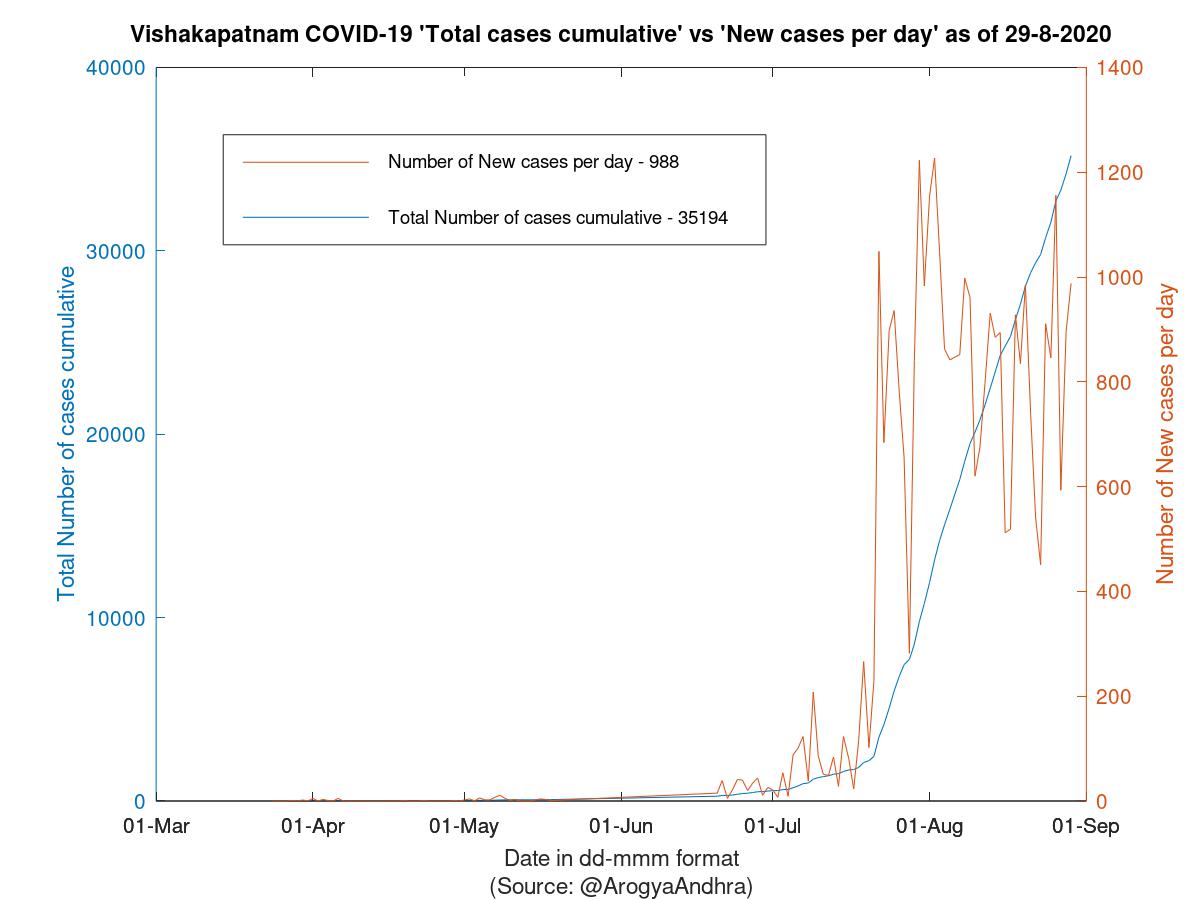 Vishakapatnam COVID-19 'Total cases cumulative' vs 'New cases per day' as of 29-8-2020
40000
30000
20000
10000
0
Total Number of cases cumulative
Number of New cases per day - 988
Total Number of cases cumulative - 35194
1400
1200
1000
800
600
400
200
0
Number of New cases per day
01-Mar 01-Apr 01-May 01-Jun 01-Jul 01-Aug 01-Sep
Date in dd-mmm format
(Source: @ArogyaAndhra)